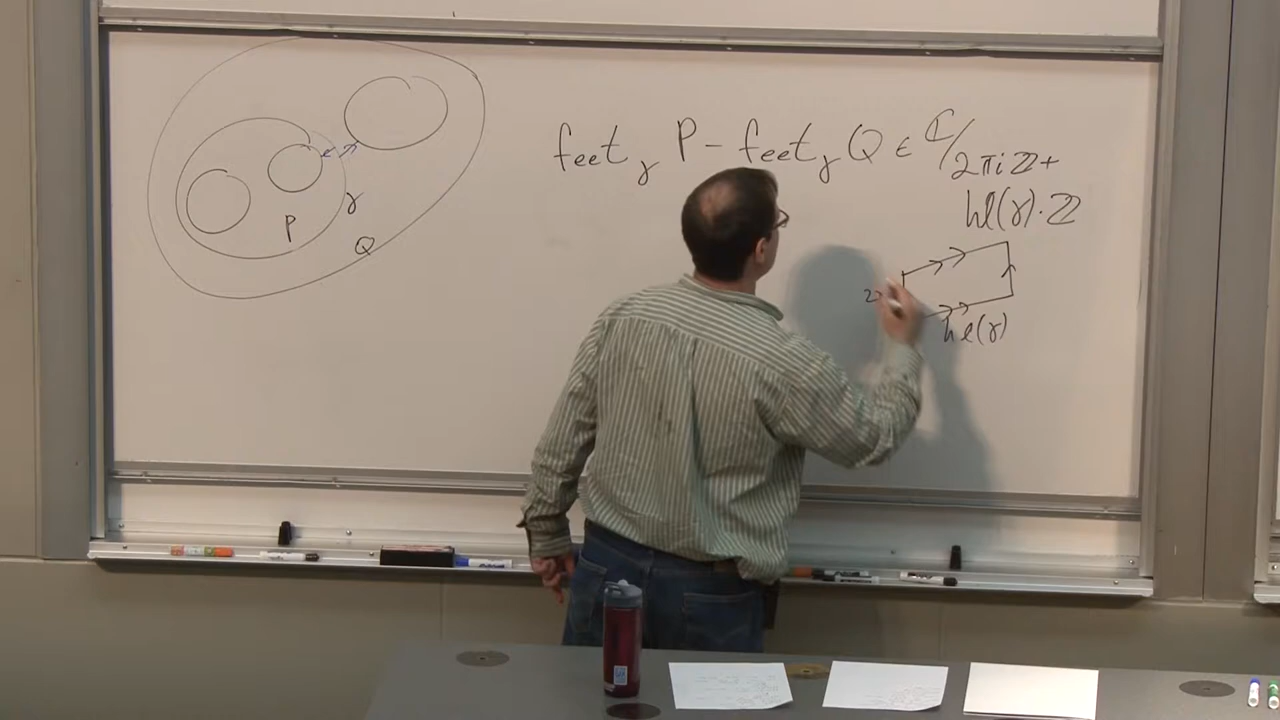 feet_γ P - feet_γ Q ∈ ℂ/2πiℤ +
hl(γ)·ℤ
P
γ
Q
hl(γ)